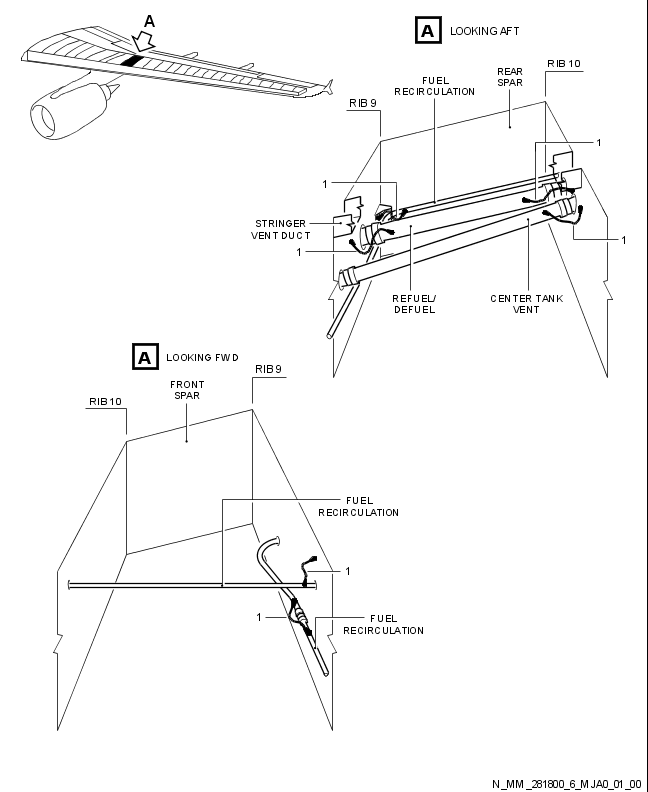 A
A LOOKING AFT
FUEL
RECIRCULATION
REAR
SPAR
RIB 10
RIB 9
1
1
STRINGER
VENT DUCT
1
1
REFUEL/
DEFUEL
CENTER TANK
VENT
A LOOKING FWD
FRONT
SPAR
RIB 9
RIB 10
FUEL
RECIRCULATION
1
1
FUEL
RECIRCULATION
N_MM_281800_6_MJA0_01_00